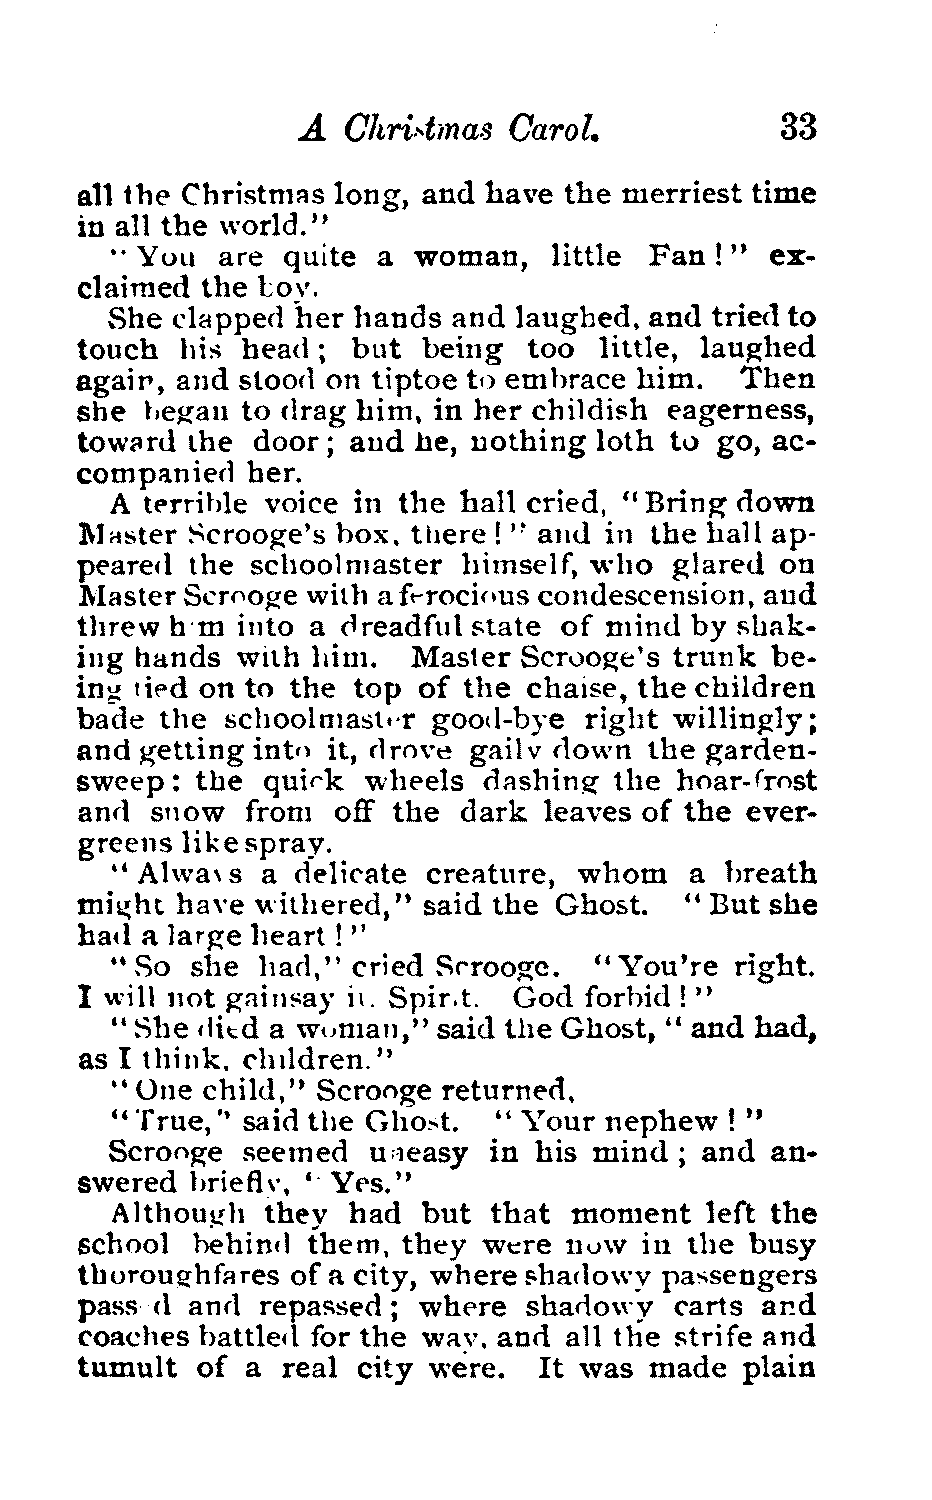 A Christmas Carol. 33
all the Christmas long, and have the merriest time
in all the world."
"You are quite a woman, little Fan!" ex-
claimed the boy.
She clapped her hands and laughed, and tried to
touch his head; but being too little, laughed
again, and stood on tiptoe to embrace him. Then
she began to drag him, in her childish eagerness,
toward the door; and he, nothing loth to go, ac-
companied her.
A terrible voice in the hall cried, "Bring down
Master Scrooge's box, there!" and in the hall ap-
peared the schoolmaster himself, who glared on
Master Scrooge with a ferocious condescension, and
threw him into a dreadful state of mind by shak-
ing hands with him. Master Scrooge's trunk be-
ing tied on to the top of the chaise, the children
bade the schoolmaster good-bye right willingly;
and getting into it, drove gaily down the garden-
sweep: the quick wheels dashing the hoar-frost
and snow from off the dark leaves of the ever-
greens like spray.
"Always a delicate creature, whom a breath
might have withered," said the Ghost. "But she
had a large heart!"
"So she had," cried Scrooge. "You're right.
I will not gainsay it. Spirit. God forbid!"
"She died a woman," said the Ghost, "and had,
as I think, children."
"One child," Scrooge returned.
"True," said the Ghost. "Your nephew!"
Scrooge seemed uneasy in his mind; and an-
swered briefly, "Yes."
Although they had but that moment left the
school behind them, they were now in the busy
thoroughfares of a city, where shadowy passengers
passed and repassed; where shadowy carts and
coaches battled for the way, and all the strife and
tumult of a real city were. It was made plain